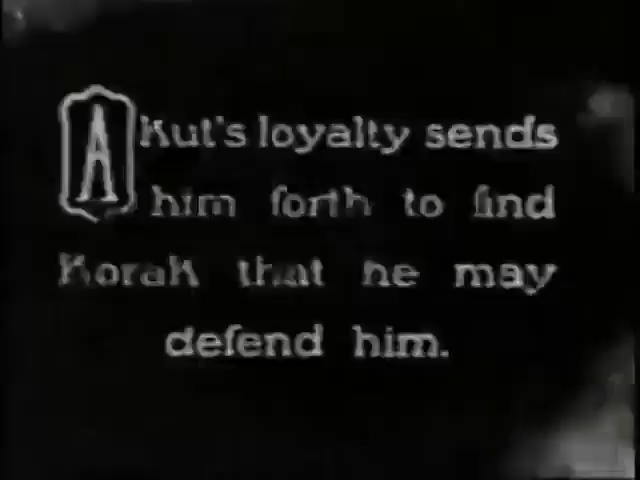 AKut's loyalty sends
him forth to find
Korak that he may
defend him.